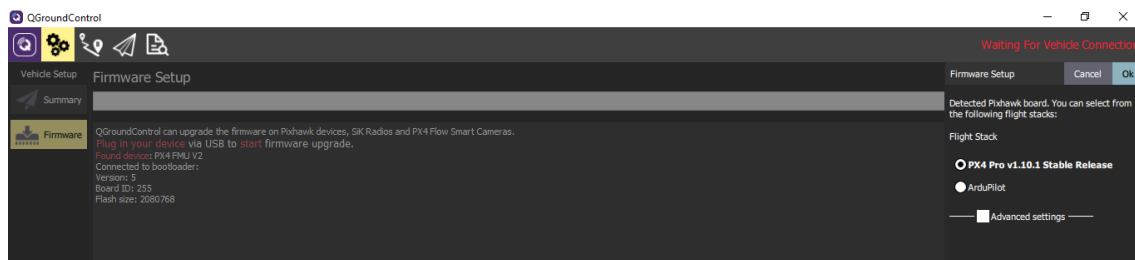 QGroundControl
Waiting For Vehicle Connection
Vehicle Setup
Summary
Firmware
Firmware Setup
QGroundControl can upgrade the firmware on Pixhawk devices, SiK Radios and PX4 Flow Smart Cameras.
Plug in your device via USB to start firmware upgrade.
Found device: PX4 FMU V2
Connected to bootloader:
Version: 5
Board ID: 255
Flash size: 2080768
Firmware Setup
Cancel
Ok
Detected Pixhawk board. You can select from
the following flight stacks:
Flight Stack
PX4 Pro v1.10.1 Stable Release
ArduPilot
Advanced settings